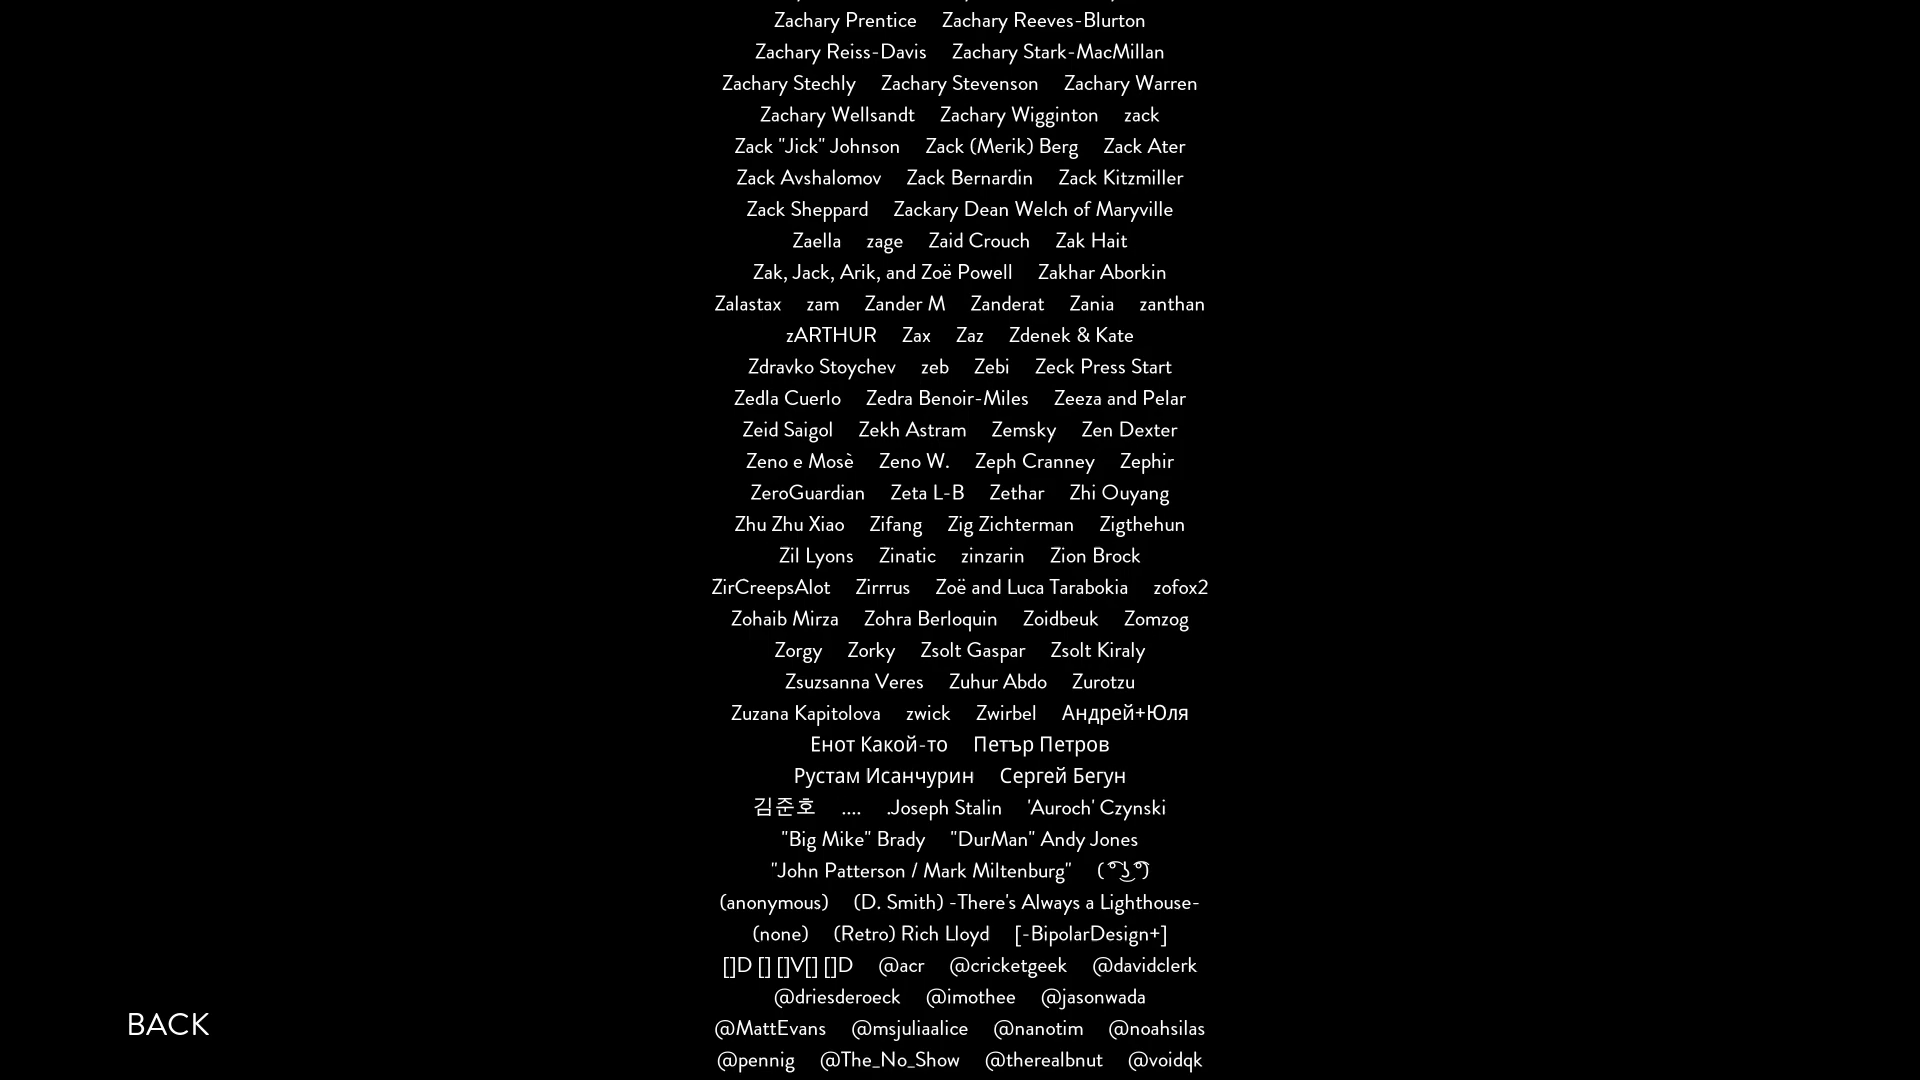 Zachary Prentice Zachary Reeves-Blurton
Zachary Reiss-Davis Zachary Stark-MacMillan
Zachary Stechly Zachary Stevenson Zachary Warren
Zachary Wellsandt Zachary Wigginton zack
Zack "Jick" Johnson Zack (Merik) Berg Zack Ater
Zack Avshalomov Zack Bernardin Zack Kitzmiller
Zack Sheppard Zackary Dean Welch of Maryville
Zaella zage Zaid Crouch Zak Hait
Zak, Jack, Arik, and Zoë Powell Zakhar Aborkin
Zalastax zam Zander M Zanderat Zania zanthan
zARTHUR Zax Zaz Zdenek & Kate
Zdravko Stoychev zeb Zebi Zeck Press Start
Zedla Cuerlo Zedra Benoir-Miles Zeeza and Pelar
Zeid Saigol Zekh Astram Zemsky Zen Dexter
Zeno e Mosè Zeno W. Zeph Cranney Zephir
ZeroGuardian Zeta L-B Zethar Zhi Ouyang
Zhu Zhu Xiao Zifang Zig Zichterman Zigthehun
Zil Lyons Zinatic zinzarin Zion Brock
ZirCreepsAlot Zirrrus Zoë and Luca Tarabokia zofox2
Zohaib Mirza Zohra Berloquin Zoidbeuk Zomzog
Zorgy Zorky Zsolt Gaspar Zsolt Kiraly
Zsuzsanna Veres Zuhur Abdo Zurotzu
Zuzana Kapitolova zwick Zwirbel Андрей+Юля
Енот Какой-то Петър Петров
Рустам Исанчурин Сергей Бегун
김준호 .... .Joseph Stalin 'Auroch' Czynski
"Big Mike" Brady "DurMan" Andy Jones
"John Patterson / Mark Miltenburg" ( ͡° ͜ʖ ͡°)
(anonymous) (D. Smith) -There's Always a Lighthouse-
(none) (Retro) Rich Lloyd [-BipolarDesign+]
[]D [] []V[] []D @acr @cricketgeek @davidclerk
@driesderoeck @imothee @jasonwada
@MattEvans @msjuliaalice @nanotim @noahsilas
@pennig @The_No_Show @therealbnut @voidqk
BACK